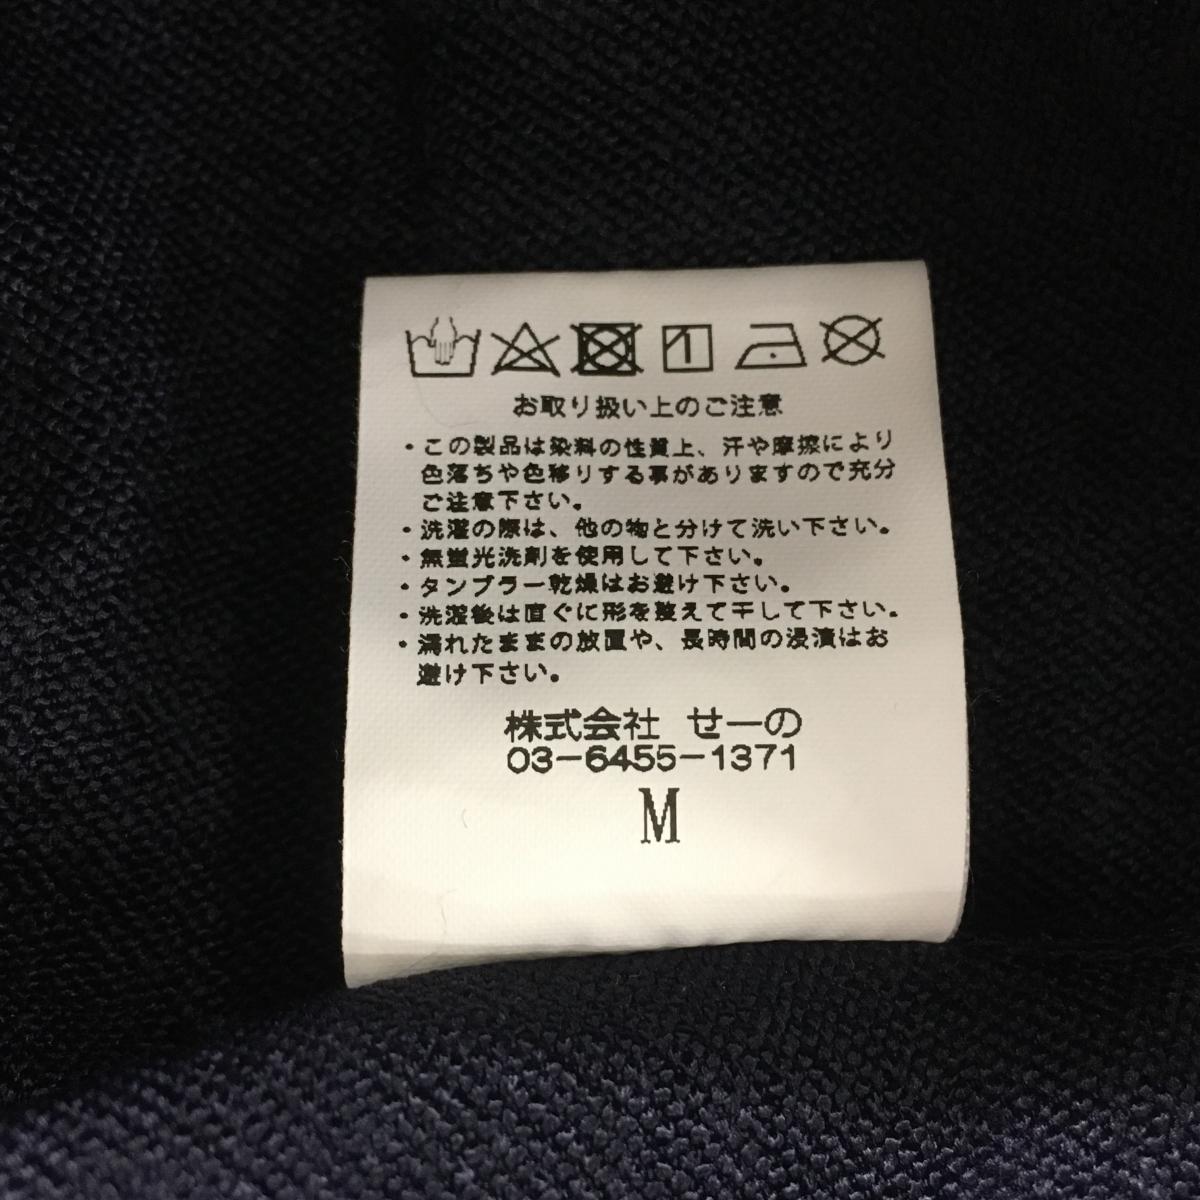 お取り扱い上のご注意
・この製品は染料の性質上、汗や摩擦により
色落ちや色移りする事がありますので充分
ご注意下さい。
・洗濯の際は、他の物と分けて洗い下さい。
・無蛍光洗剤を使用して下さい。
・タンブラー乾燥はお避け下さい。
・洗濯後は直ぐに形を整えて干して下さい。
・濡れたままの放置や、長時間の浸漬はお
避け下さい。
株式会社 せーの
03-6455-1371
M